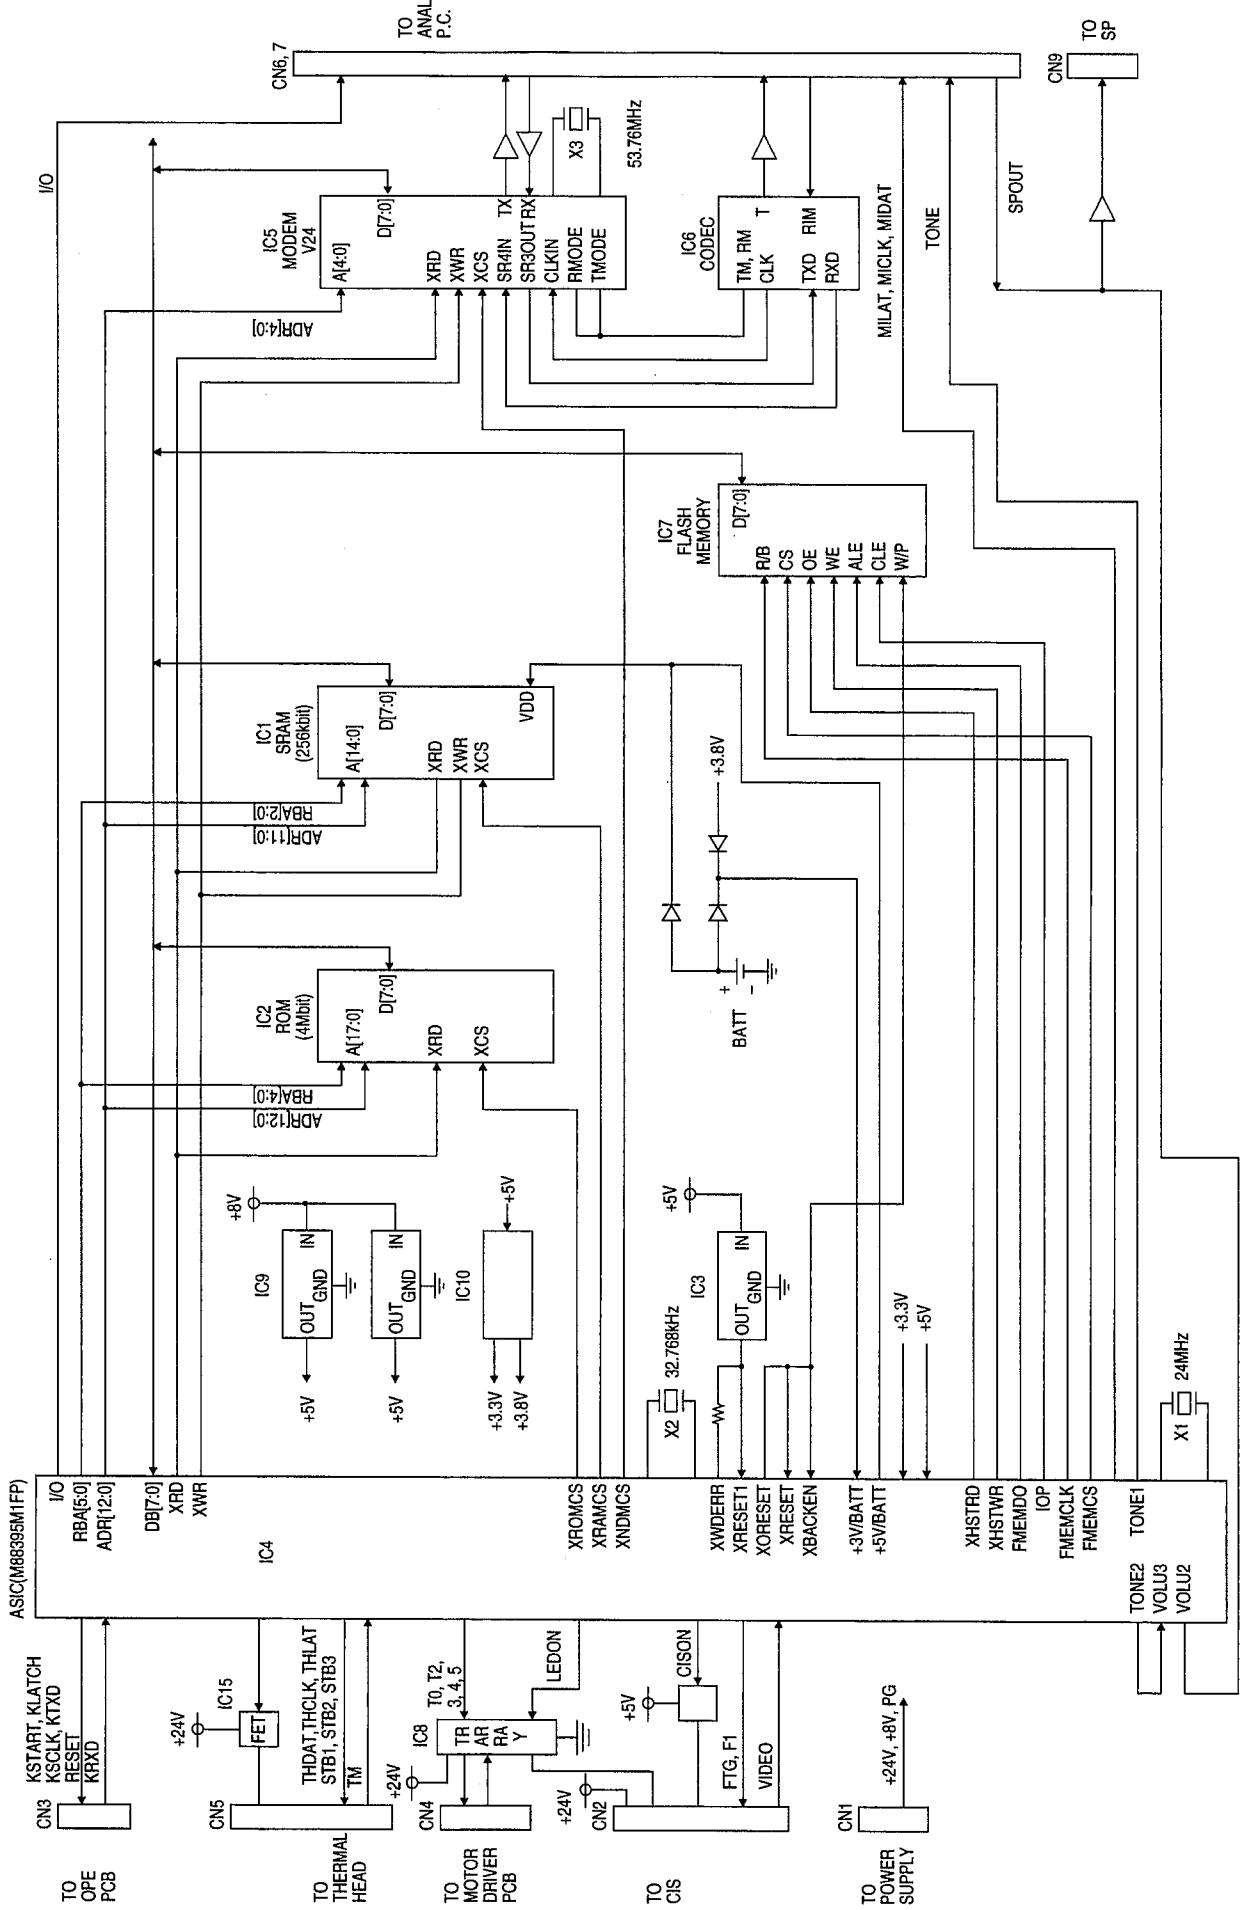 TO
OPE
PCB
CN3
KSTART, KLATCH
KSCLK, KTXD
RESET
KRXD
TO
THERMAL
HEAD
CN5
+24V
IC15
FET
THDAT,THCLK, THLAT
STB1, STB2, STB3
TM
TO
MOTOR
DRIVER
PCB
CN4
+24V
IC8
TR
AR
RA
Y
T0, T2,
3, 4, 5
LEDON
TO
CIS
CN2
+24V
+5V
CISON
FTG, F1
VIDEO
TO
POWER
SUPPLY
CN1
+24V, +8V, PG
ASIC(M88395M1FP)
IC4
I/O
RBA[5:0]
ADR[12:0]
DB[7:0]
XRD
XWR
XROMCS
XRAMCS
XNDMCS
XWDERR
XRESET1
XORESET
XRESET
XBACKEN
+3V/BATT
+5V/BATT
XHSTRD
XHSTWR
FMEMDO
IOP
FMEMCLK
FMEMCS
TONE1
TONE2
VOLU3
VOLU2
IC9
+8V
IN
OUT
GND
+5V
IN
OUT
GND
+5V
IC10
+5V
+3.3V
+3.8V
X2
32.768kHz
IC3
+5V
IN
OUT
GND
+3.3V
+5V
X1
24MHz
IC2
ROM
(4Mbit)
A[17:0]
D[7:0]
XRD
XCS
RBA[4:0]
ADR[12:0]
BATT
+
-
+3.8V
IC1
SRAM
(256kbit)
A[14:0]
D[7:0]
XRD
XWR
XCS
VDD
RBA[2:0]
ADR[11:0]
IC7
FLASH
MEMORY
D[7:0]
R/B
CS
OE
WE
ALE
CLE
W/P
IC5
MODEM
V24
A[4:0]
D[7:0]
XRD
XWR
XCS
SR4IN
SR3OUT
CLKIN
RMODE
TMODE
TX
RX
ADR[4:0]
X3
53.76MHz
IC6
CODEC
TM, RM
CLK
TXD
RXD
T
RIM
MILAT, MICLK, MIDAT
TONE
SPOUT
I/O
CN6, 7
TO
ANAL
P.C.
CN9
TO
SP